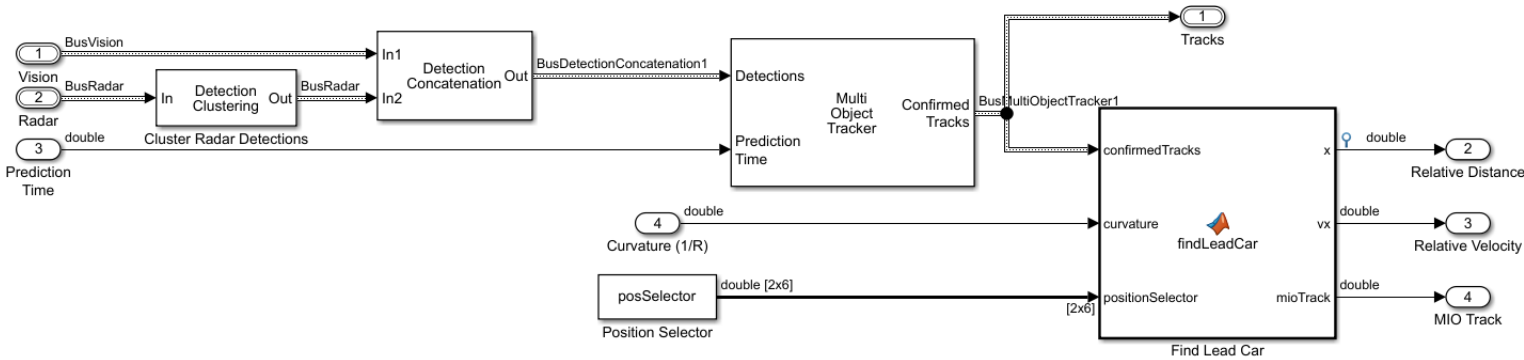 1
Tracks
1
BusVision
Vision
2
BusRadar
Radar
In
Detection
Clustering
Out
BusRadar
Cluster Radar Detections
In1
In2
Detection
Concatenation
Out
BusDetectionConcatenation1
3
double
Prediction
Time
Detections
Prediction
Time
Multi
Object
Tracker
Confirmed
Tracks
BusMultiObjectTracker1
4
double
Curvature (1/R)
posSelector
double [2x6]
Position Selector
[2x6]
confirmedTracks
curvature
positionSelector
findLeadCar
x
vx
mioTrack
Find Lead Car
double
2
Relative Distance
double
3
Relative Velocity
double
4
MIO Track